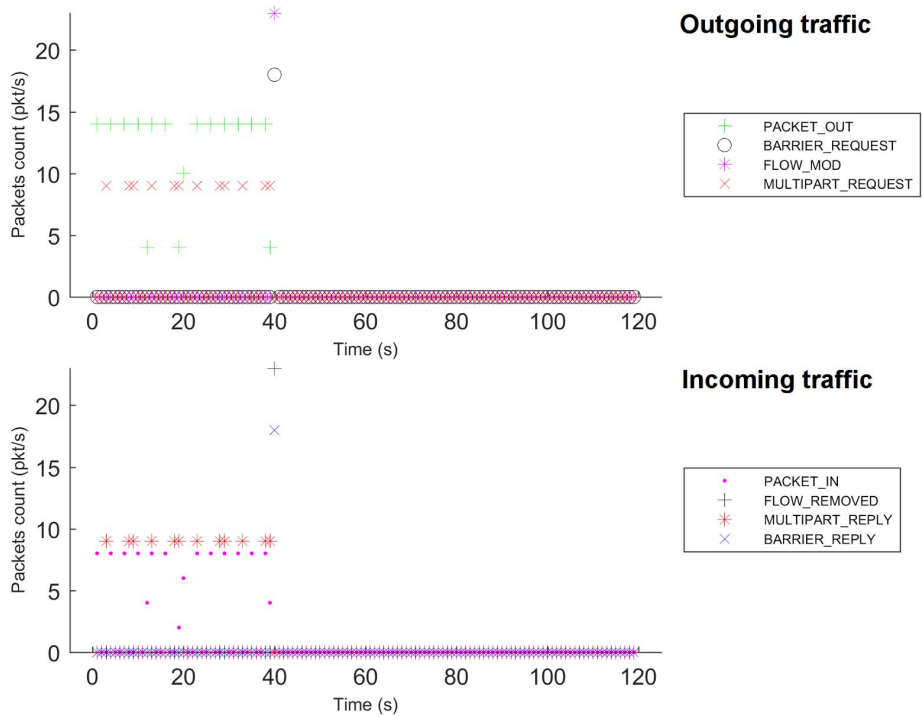 Outgoing traffic
Packets count (pkt/s)
20
15
10
5
0
0 20 40 60 80 100 120
Time (s)
PACKET_OUT
BARRIER_REQUEST
FLOW_MOD
MULTIPART_REQUEST
Incoming traffic
Packets count (pkt/s)
20
15
10
5
0
0 20 40 60 80 100 120
Time (s)
PACKET_IN
FLOW_REMOVED
MULTIPART_REPLY
BARRIER_REPLY